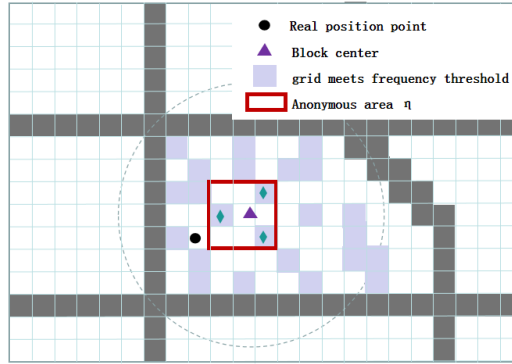 Real position point
Block center
grid meets frequency threshold
Anonymous area η